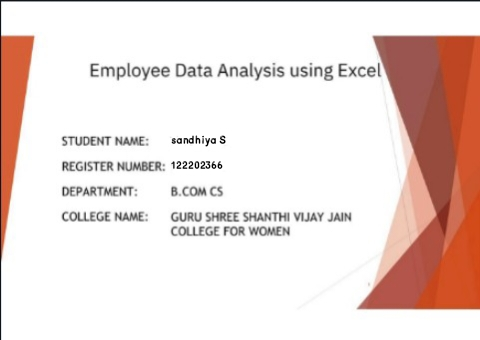 Employee Data Analysis using Excel
STUDENT NAME: sandhiya S
REGISTER NUMBER: 122202366
DEPARTMENT: B.COM CS
COLLEGE NAME: GURU SHREE SHANTHI VIJAY JAIN
COLLEGE FOR WOMEN